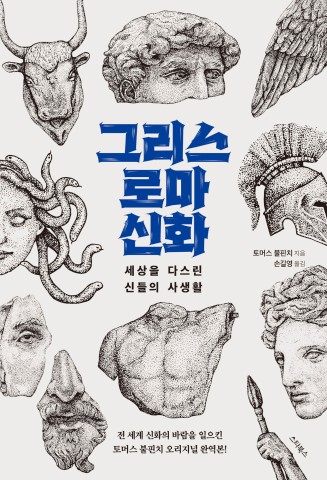 그리스
로마
신화
세상을 다스린
신들의 사생활
토머스 불핀치 지음
손길영 옮김
전 세계 신화의 바람을 일으킨
토머스 불핀치 오리지널 완역본!
스타북스